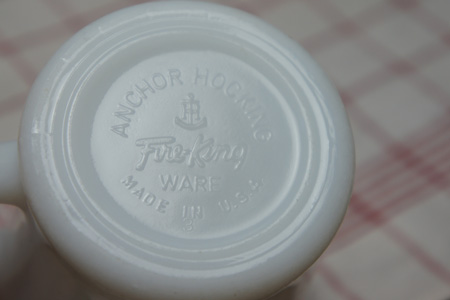 ANCHOR HOCKING
Fire-King
WARE
MADE IN U.S.A.